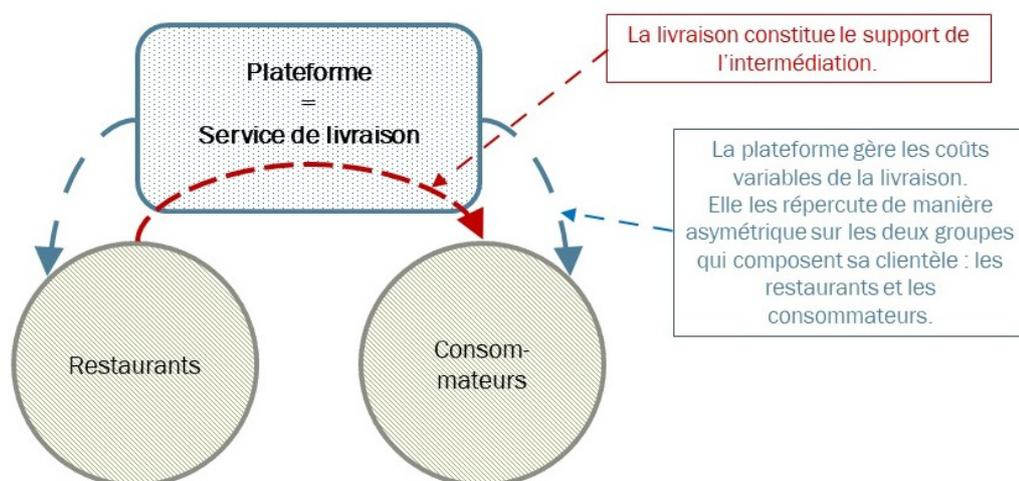 Plateforme
=
Service de livraison
La livraison constitue le support de
l'intermédiation.
La plateforme gère les coûts
variables de la livraison.
Elle les répercute de manière
asymétrique sur les deux groupes
qui composent sa clientèle : les
restaurants et les
consommateurs.
Restaurants
Consom-
mateurs